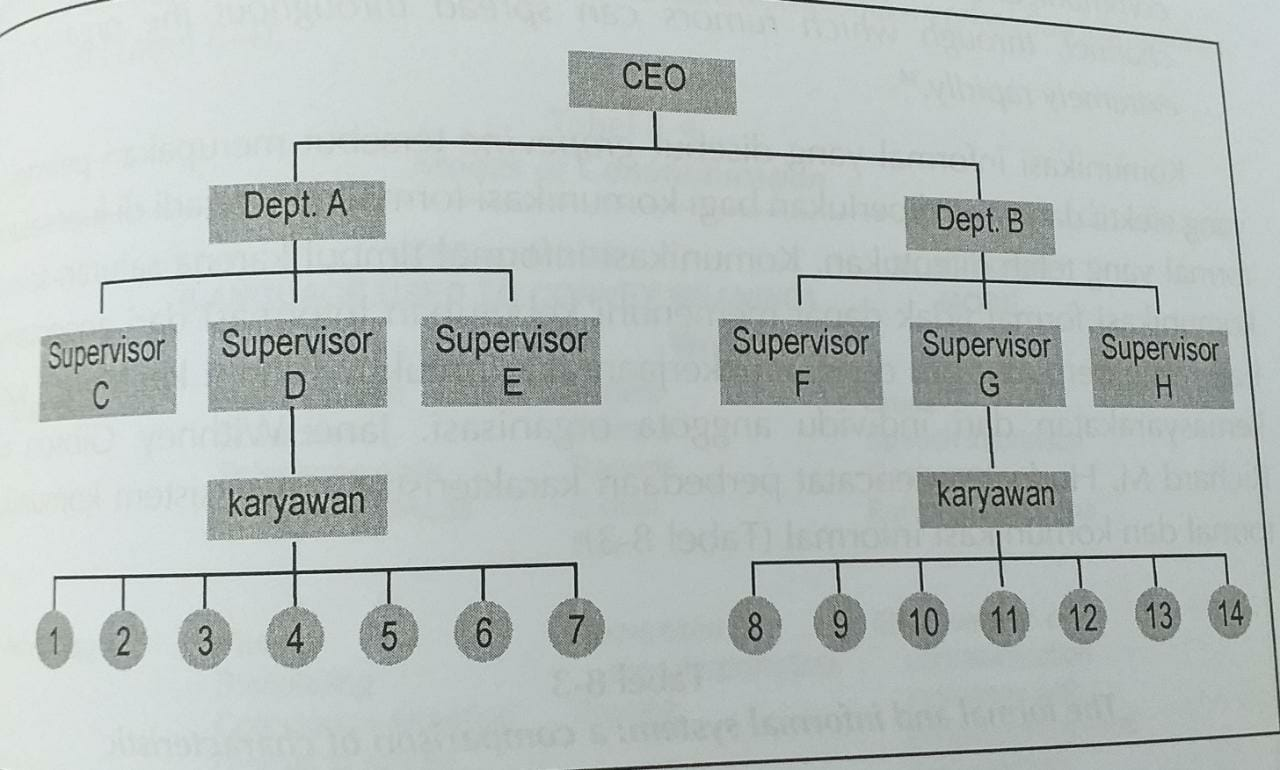 CEO
Dept. A
Dept. B
Supervisor
C
Supervisor
D
Supervisor
E
Supervisor
F
Supervisor
G
Supervisor
H
karyawan
karyawan
1 2 3 4 5 6 7
8 9 10 11 12 13 14